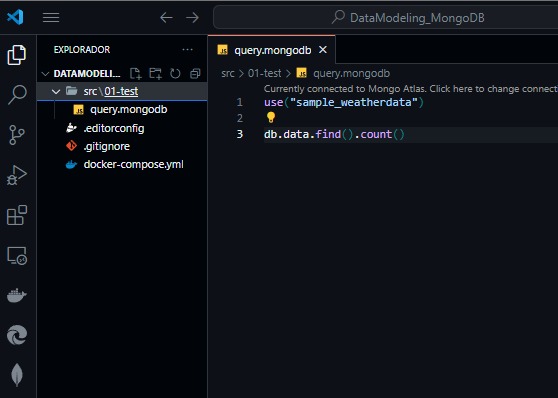 DataModeling_MongoDB
EXPLORADOR
DATAMODELI...
src\01-test
query.mongodb
.editorconfig
.gitignore
docker-compose.yml
query.mongodb
src > 01-test > query.mongodb
Currently connected to Mongo Atlas. Click here to change connecti
1 use("sample_weatherdata")
2
3 db.data.find().count()